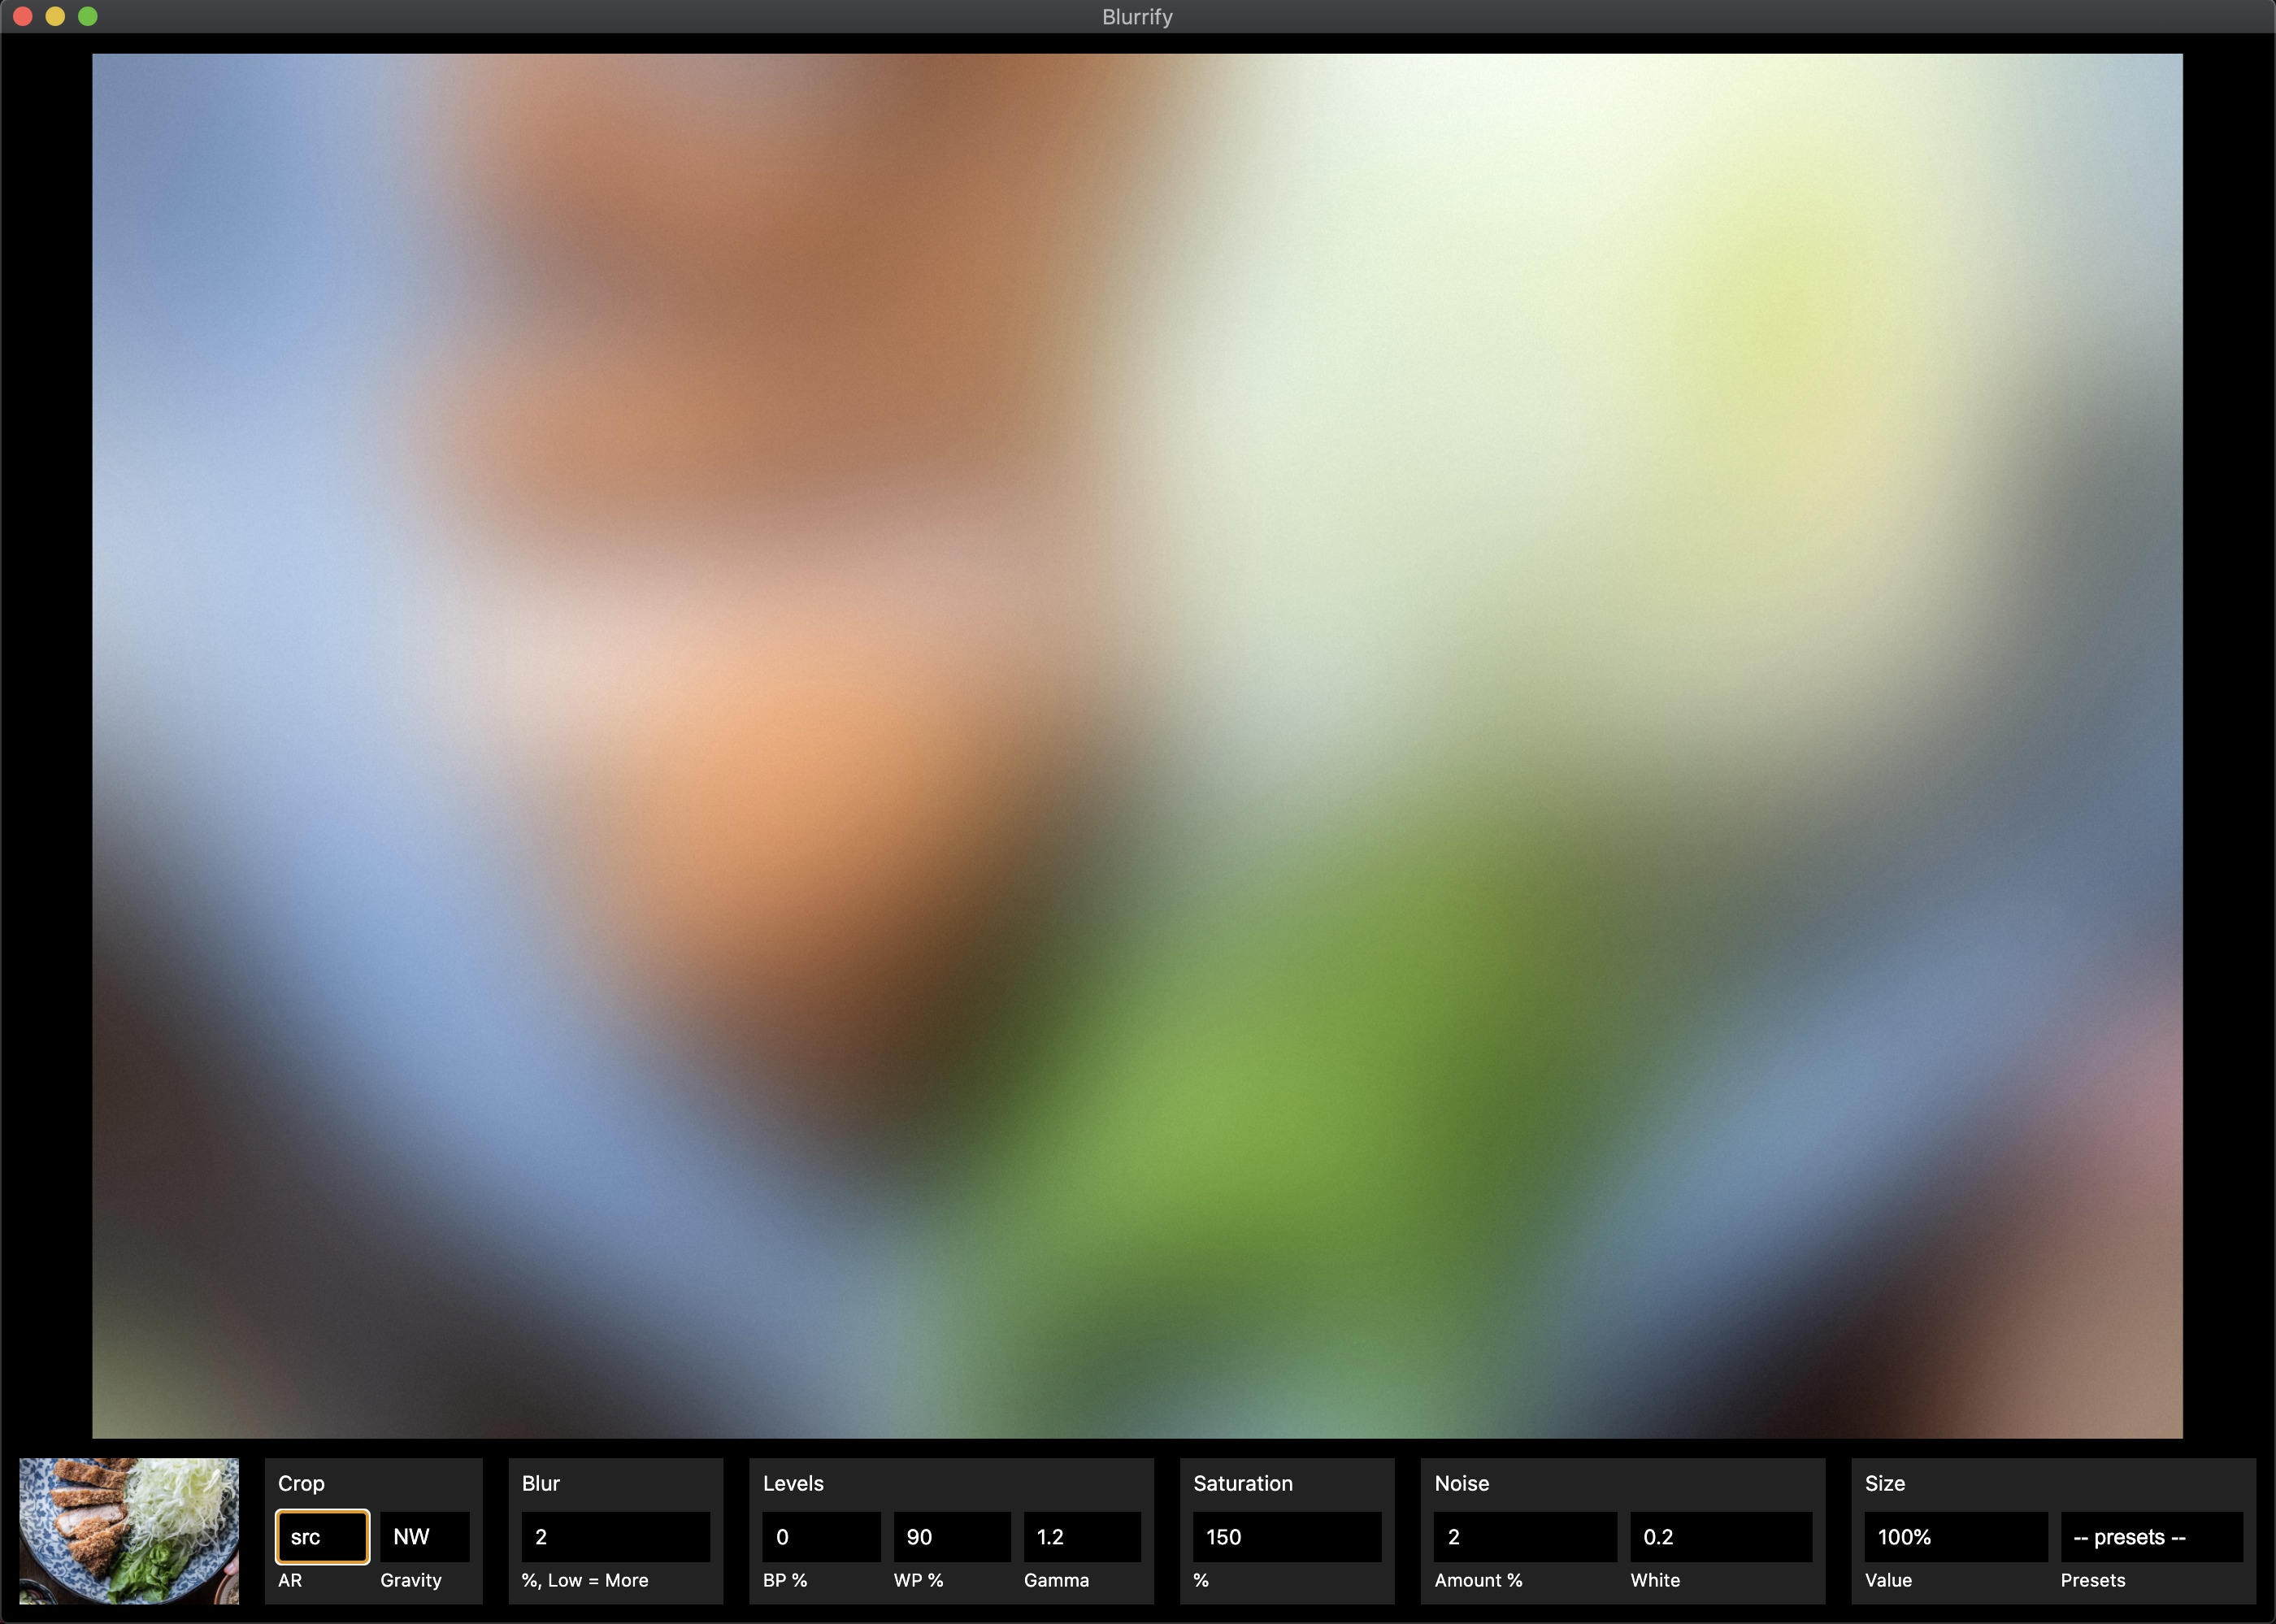 Blurrify
Crop
src NW
AR Gravity
Blur
2
%, Low = More
Levels
0 90 1.2
BP % WP % Gamma
Saturation
150
%
Noise
2 0.2
Amount % White
Size
100% -- presets --
Value Presets